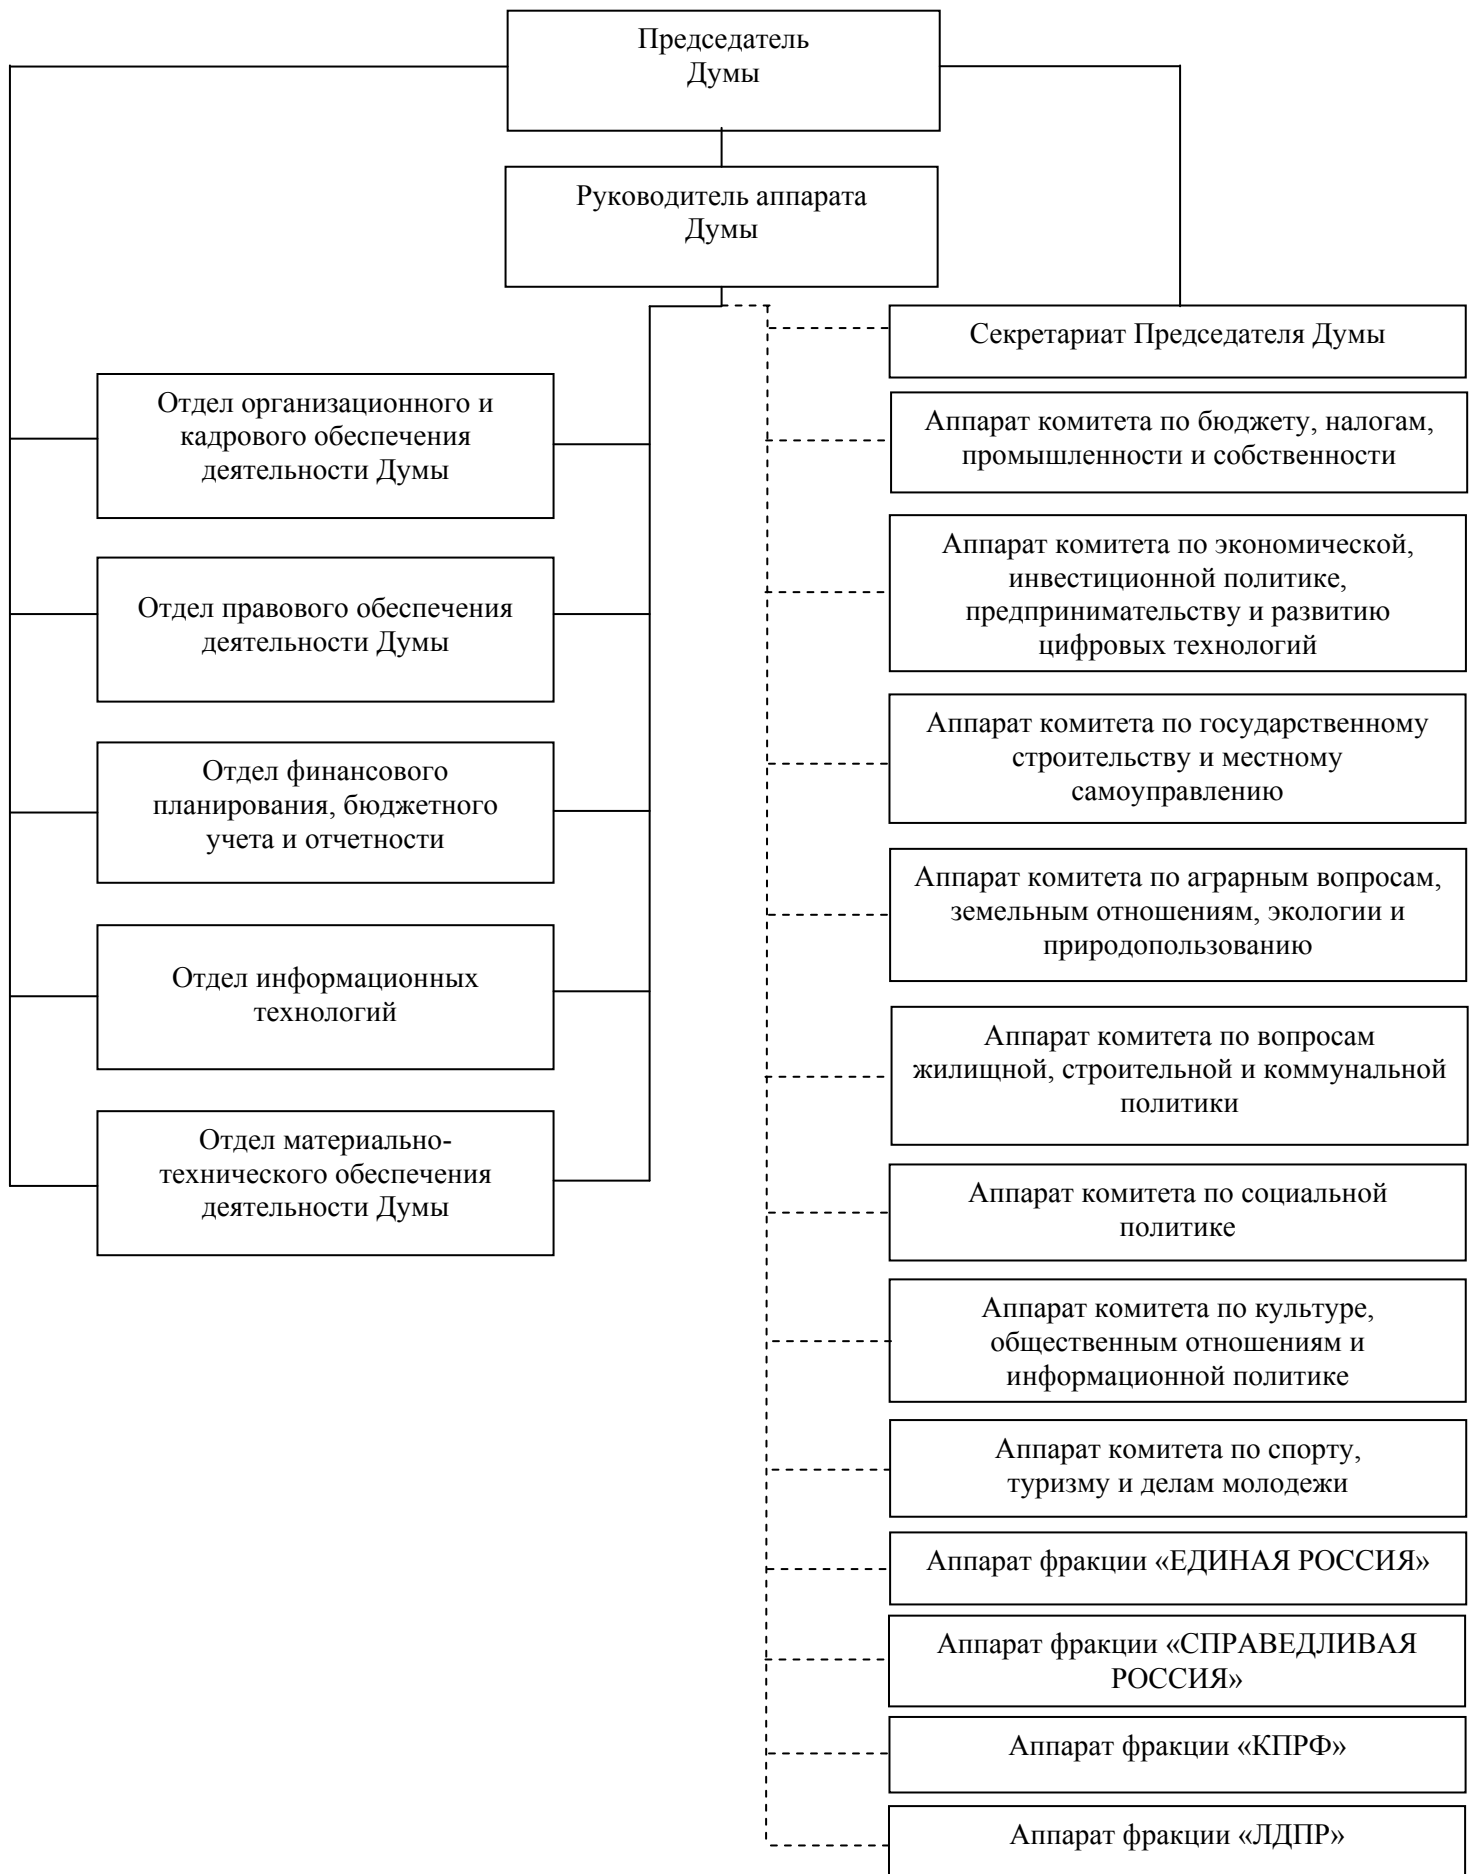 Председатель
Думы
Руководитель аппарата
Думы
Секретариат Председателя Думы
Отдел организационного и
кадрового обеспечения
деятельности Думы
Отдел правового обеспечения
деятельности Думы
Отдел финансового
планирования, бюджетного
учета и отчетности
Отдел информационных
технологий
Отдел материально-
технического обеспечения
деятельности Думы
Аппарат комитета по бюджету, налогам,
промышленности и собственности
Аппарат комитета по экономической,
инвестиционной политике,
предпринимательству и развитию
цифровых технологий
Аппарат комитета по государственному
строительству и местному
самоуправлению
Аппарат комитета по аграрным вопросам,
земельным отношениям, экологии и
природопользованию
Аппарат комитета по вопросам
жилищной, строительной и коммунальной
политики
Аппарат комитета по социальной
политике
Аппарат комитета по культуре,
общественным отношениям и
информационной политике
Аппарат комитета по спорту,
туризму и делам молодежи
Аппарат фракции «ЕДИНАЯ РОССИЯ»
Аппарат фракции «СПРАВЕДЛИВАЯ
РОССИЯ»
Аппарат фракции «КПРФ»
Аппарат фракции «ЛДПР»